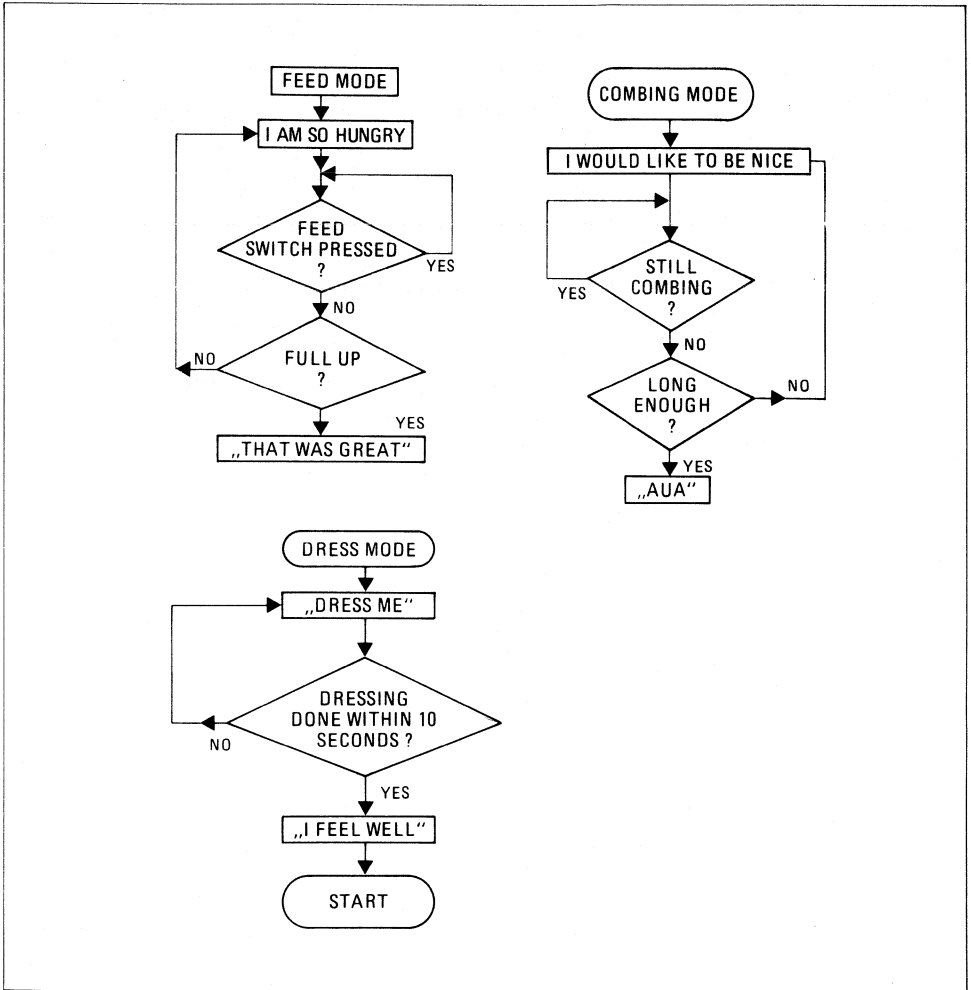 FEED MODE
I AM SO HUNGRY
FEED
SWITCH PRESSED
?
YES
NO
FULL UP
?
NO
YES
„THAT WAS GREAT“
COMBING MODE
I WOULD LIKE TO BE NICE
STILL
COMBING
?
YES
NO
LONG
ENOUGH
?
NO
YES
„AUA“
DRESS MODE
„DRESS ME“
DRESSING
DONE WITHIN 10
SECONDS ?
NO
YES
„I FEEL WELL“
START